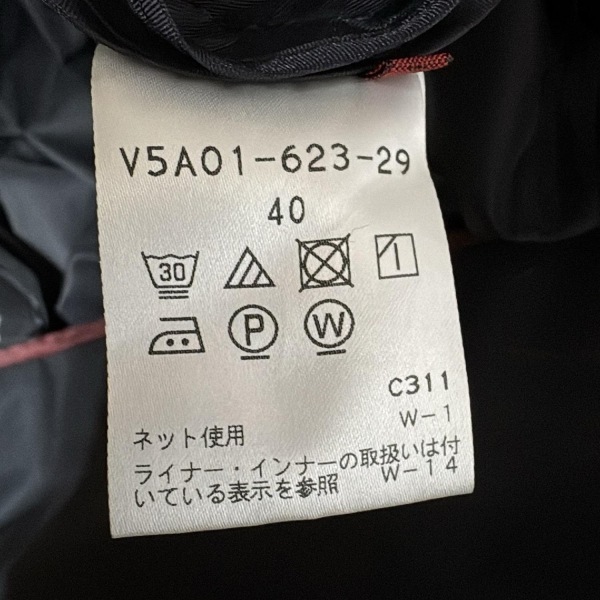 V5A01-623-29
40
30
P W
C311
W-1
ネット使用
ライナー・インナーの取扱いは付
いている表示を参照
W-14